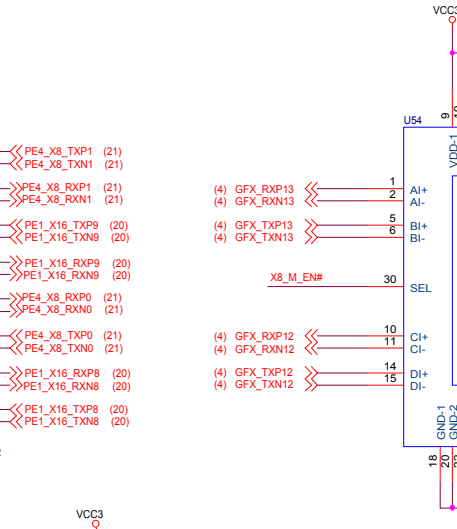 VCC3
U54
9
VDD-1
PE4_X8_TXP1 (21)
PE4_X8_TXN1 (21)
PE4_X8_RXP1 (21)
PE4_X8_RXN1 (21)
PE1_X16_TXP9 (20)
PE1_X16_TXN9 (20)
PE1_X16_RXP9 (20)
PE1_X16_RXN9 (20)
PE4_X8_RXP0 (21)
PE4_X8_RXN0 (21)
PE4_X8_TXP0 (21)
PE4_X8_TXN0 (21)
PE1_X16_RXP8 (20)
PE1_X16_RXN8 (20)
PE1_X16_TXP8 (20)
PE1_X16_TXN8 (20)
(4) GFX_RXP13 1 AI+
(4) GFX_RXN13 2 AI-
(4) GFX_TXP13 5 BI+
(4) GFX_TXN13 6 BI-
X8_M_EN# 30 SEL
(4) GFX_RXP12 10 CI+
(4) GFX_RXN12 11 CI-
(4) GFX_TXP12 14 DI+
(4) GFX_TXN12 15 DI-
GND-1
GND-2
18
20
VCC3